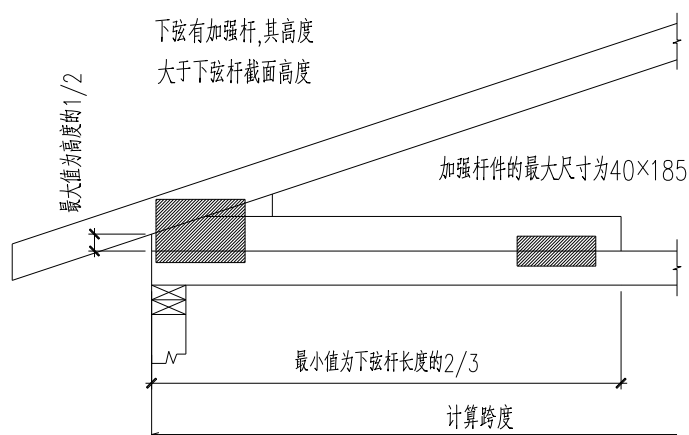 下弦有加强杆,其高度
大于下弦杆截面高度
最大值为高度的1/2
加强杆件的最大尺寸为40×185
最小值为下弦杆长度的2/3
计算跨度